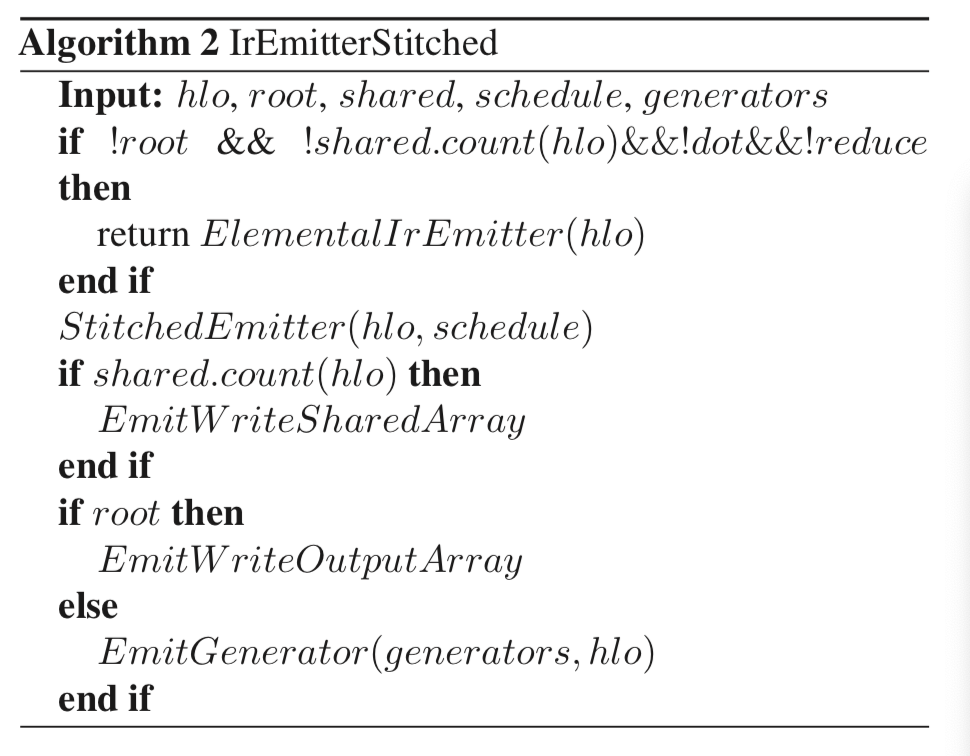 Algorithm 2 IrEmitterStitched
Input: hlo, root, shared, schedule, generators
if !root && !shared.count(hlo)&&!dot&&!reduce
then
return ElementalIrEmitter(hlo)
end if
StitchedEmitter(hlo, schedule)
if shared.count(hlo) then
EmitWriteSharedArray
end if
if root then
EmitWriteOutputArray
else
EmitGenerator(generators, hlo)
end if